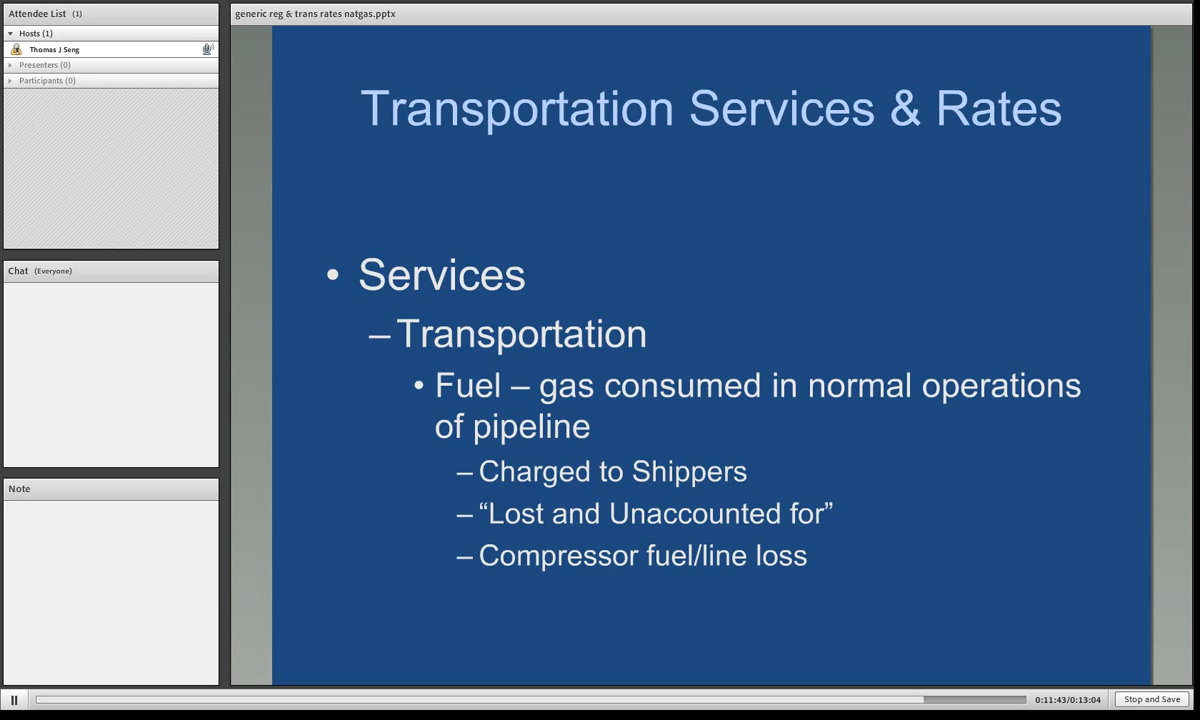 Attendee List (1)
Hosts (1)
Thomas J Seng
Presenters (0)
Participants (0)
Chat (Everyone)
Note
generic reg & trans rates natgas.pptx
Transportation Services & Rates
• Services
– Transportation
• Fuel – gas consumed in normal operations
of pipeline
– Charged to Shippers
– “Lost and Unaccounted for”
– Compressor fuel/line loss
0:11:43/0:13:04
Stop and Save